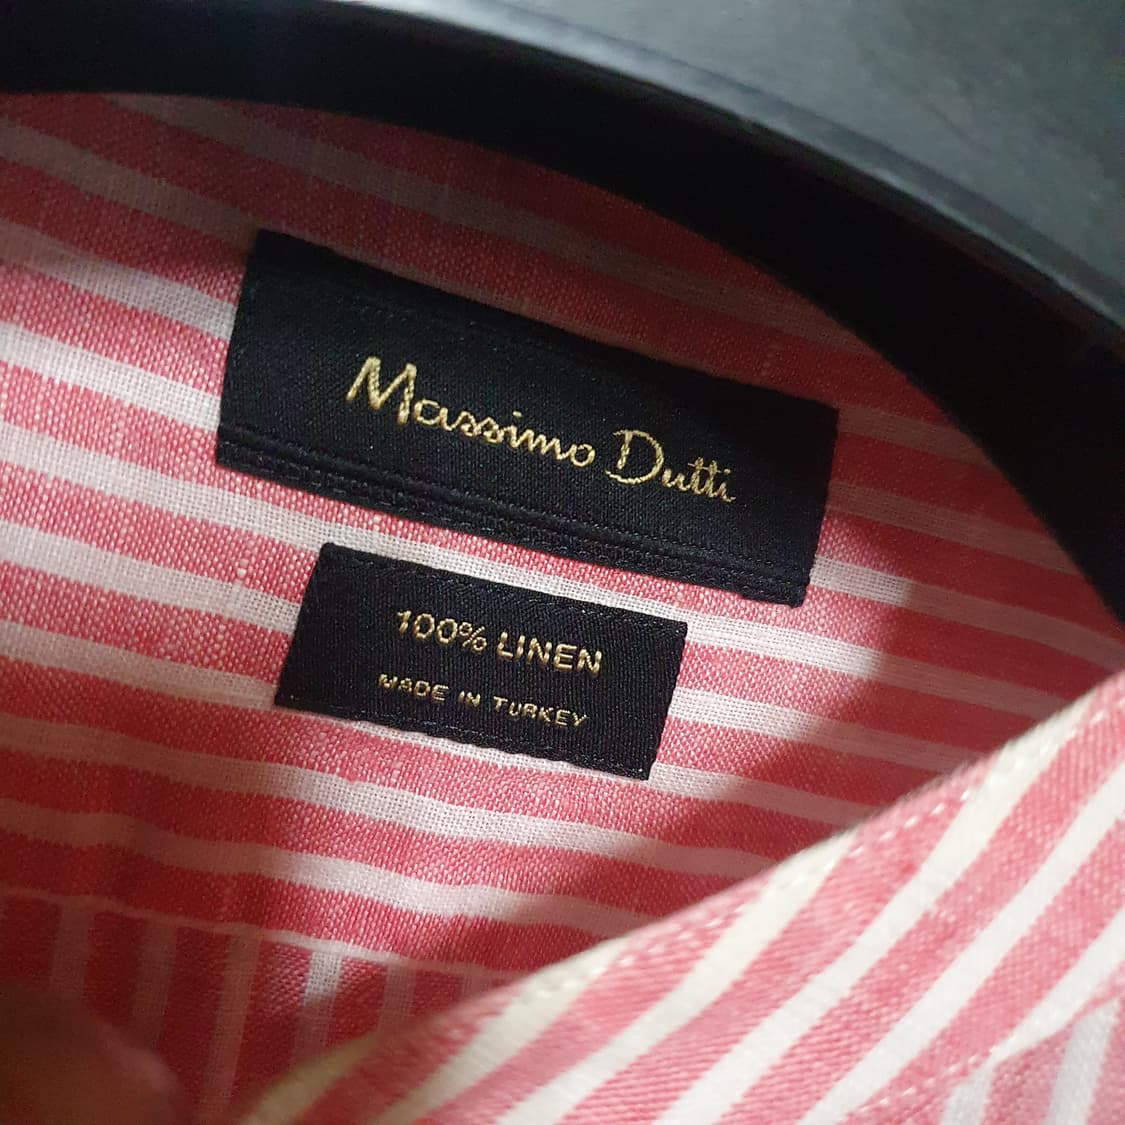 Massimo Dutti
100% LINEN
MADE IN TURKEY